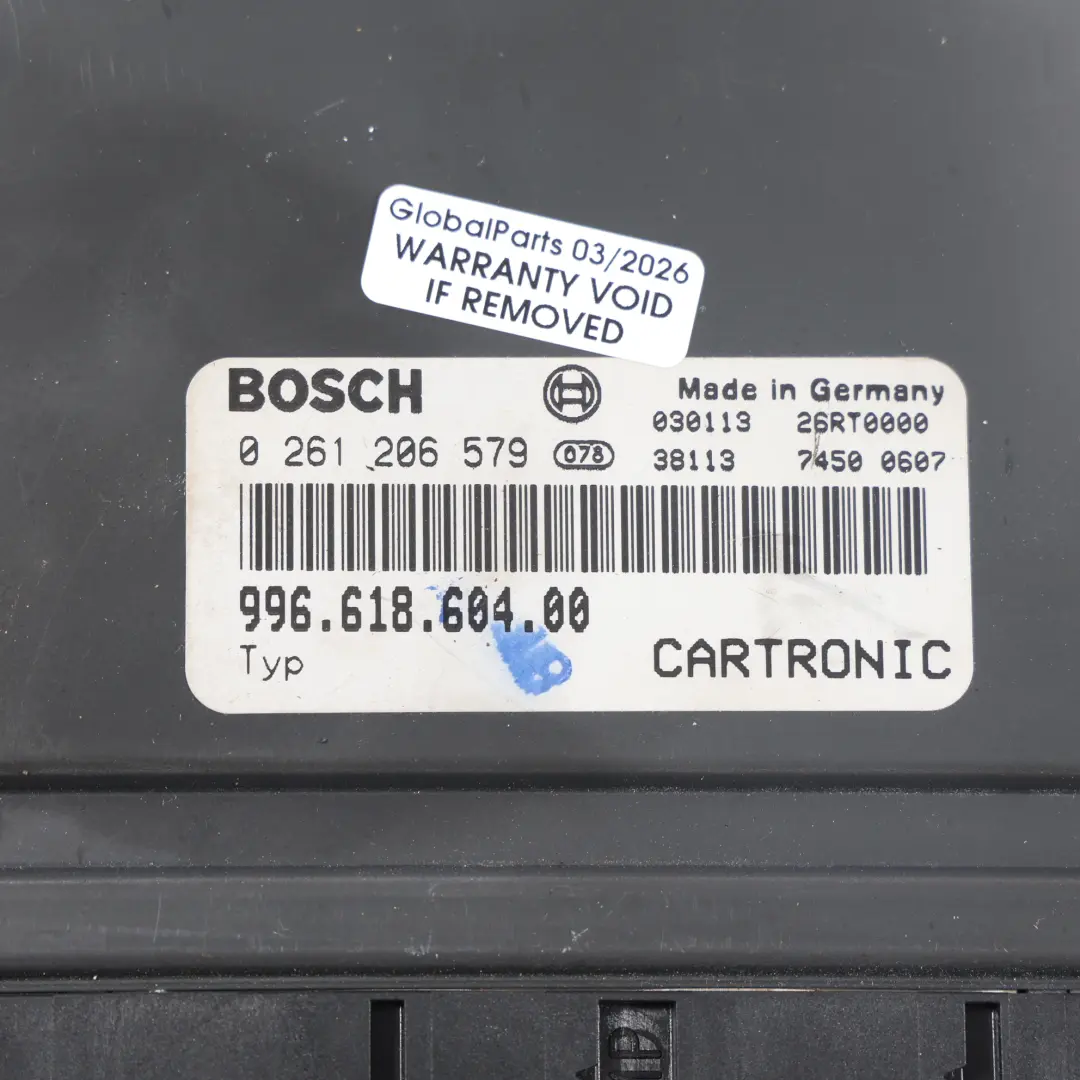 GlobalParts 03/2026
WARRANTY VOID
IF REMOVED
BOSCH
Made in Germany
030113 26RT0000
0 261 206 579 078 38113 7450 0607
996.618.604.00
Typ
CARTRONIC